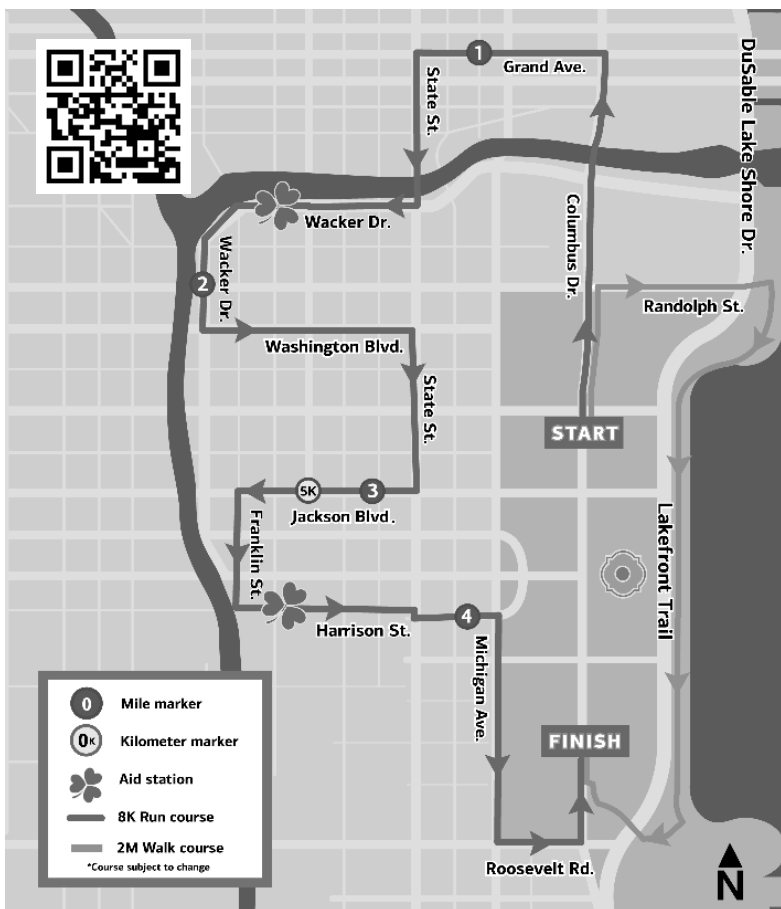 1
Grand Ave.
State St.
DuSable Lake Shore Dr.
Columbus Dr.
Wacker Dr.
Wacker Dr.
2
Randolph St.
Washington Blvd.
State St.
START
5K
3
Jackson Blvd.
Franklin St.
Lakefront Trail
Harrison St.
4
Michigan Ave.
FINISH
Roosevelt Rd.
0
Mile marker
0K
Kilometer marker
Aid station
8K Run course
2M Walk course
*Course subject to change
N